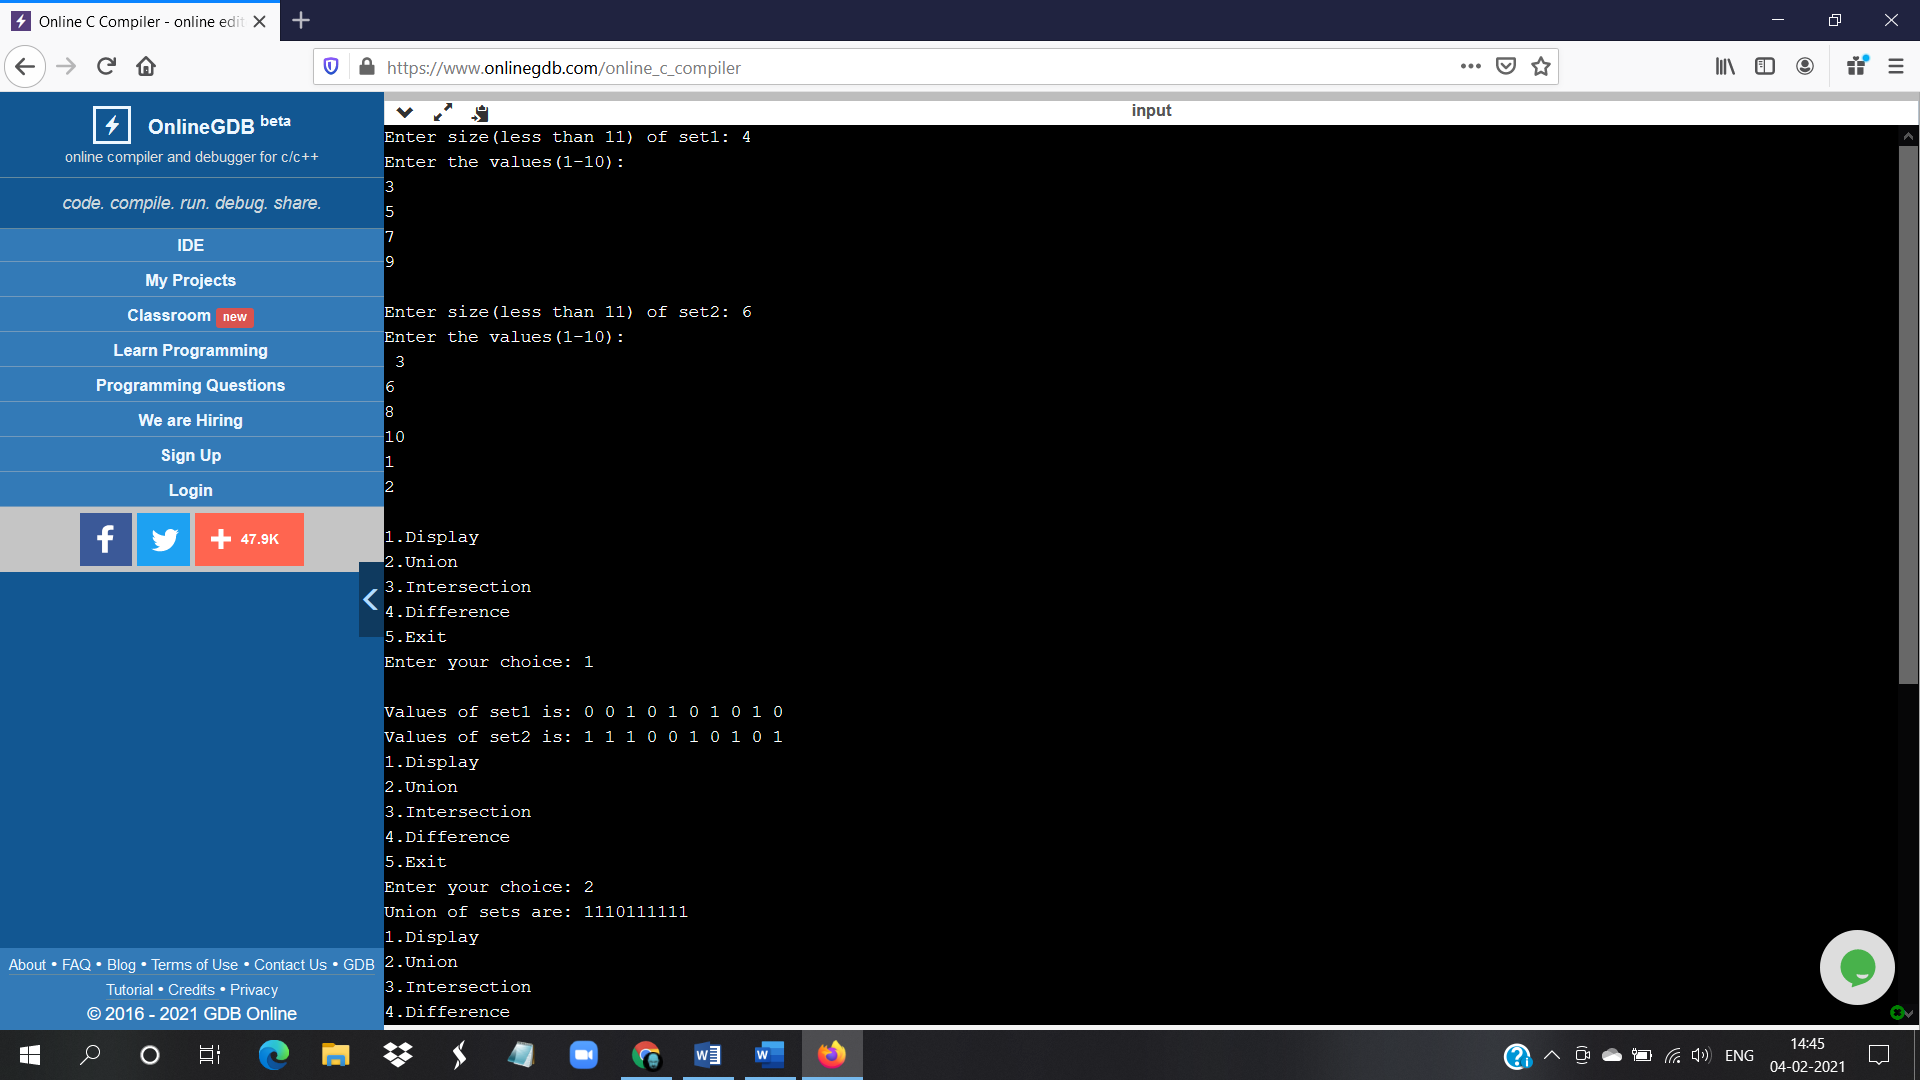 Online C Compiler - online edit
https://www.onlinegdb.com/online_c_compiler
OnlineGDB beta
online compiler and debugger for c/c++
code. compile. run. debug. share.
IDE
My Projects
Classroom new
Learn Programming
Programming Questions
We are Hiring
Sign Up
Login
47.9K
About • FAQ • Blog • Terms of Use • Contact Us • GDB
Tutorial • Credits • Privacy
© 2016 - 2021 GDB Online
input
Enter size(less than 11) of set1: 4
Enter the values(1-10):
3
5
7
9
Enter size(less than 11) of set2: 6
Enter the values(1-10):
3
6
8
10
1
2
1.Display
2.Union
3.Intersection
4.Difference
5.Exit
Enter your choice: 1
Values of set1 is: 0 0 1 0 1 0 1 0 1 0
Values of set2 is: 1 1 1 0 0 1 0 1 0 1
1.Display
2.Union
3.Intersection
4.Difference
5.Exit
Enter your choice: 2
Union of sets are: 1110111111
1.Display
2.Union
3.Intersection
4.Difference
ENG
14:45
04-02-2021